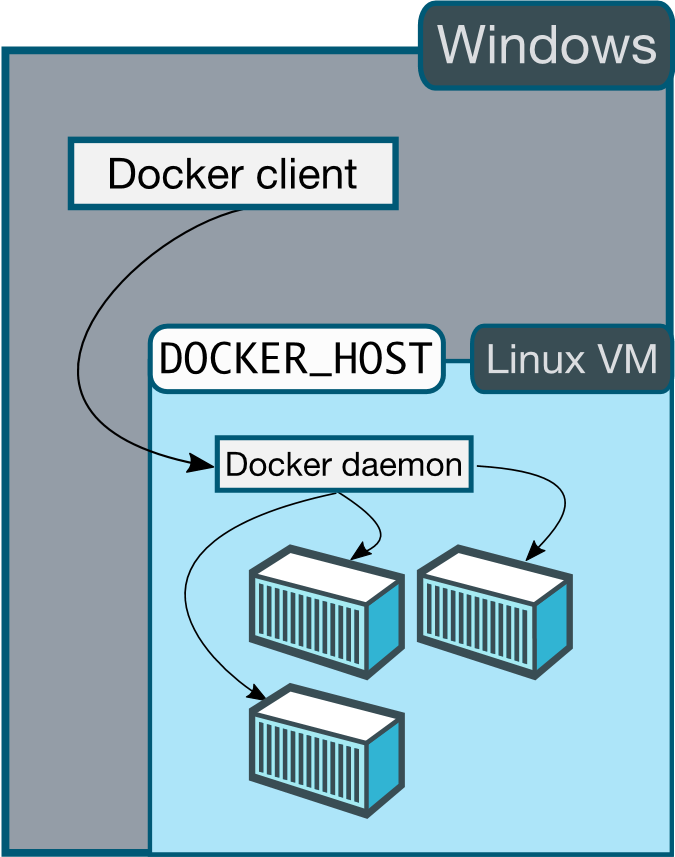 Windows
Docker client
DOCKER_HOST
Linux VM
Docker daemon